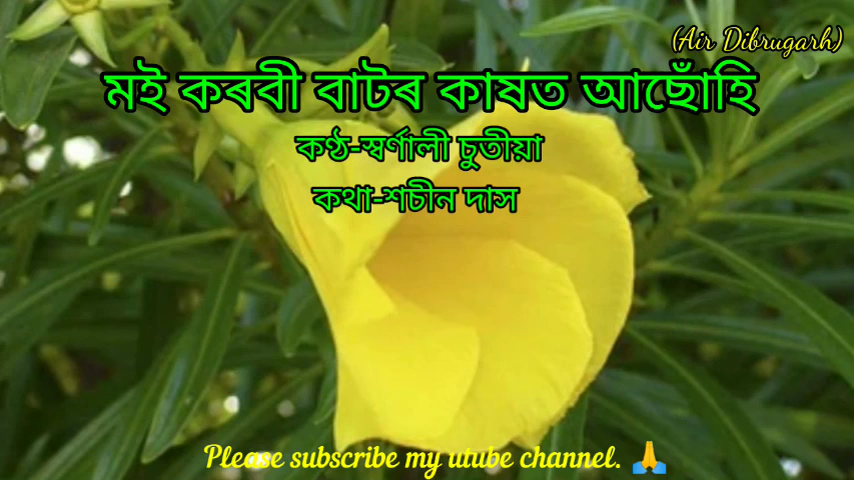 (Air Dibrugarh)
মই কৰবী বাটৰ কাষত আছোঁহি
কণ্ঠ-স্বৰ্ণালী চুতীয়া
কথা-শচীন দাস
Please subscribe my utube channel. 🙏